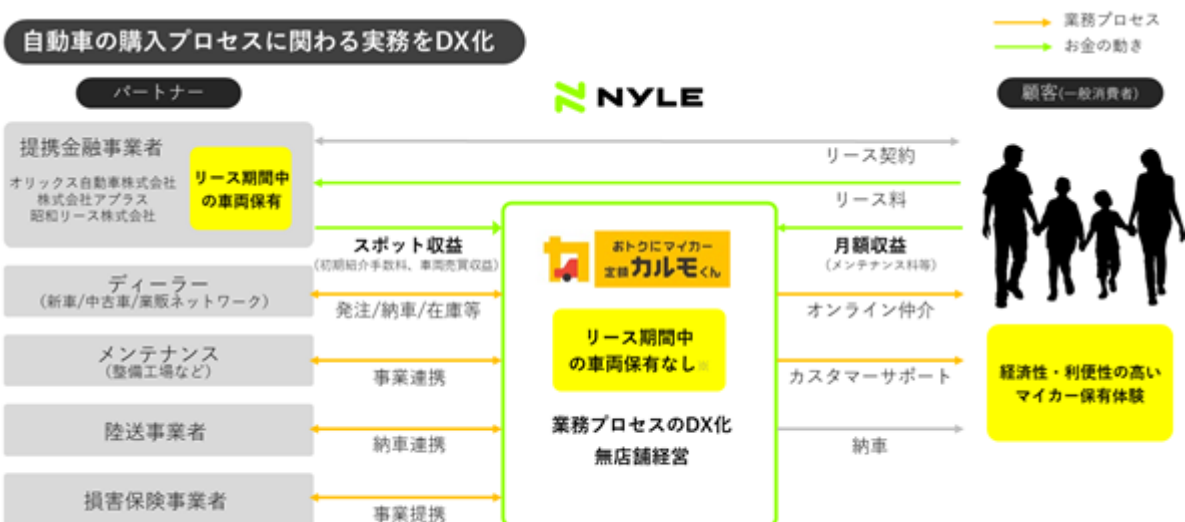 業務プロセス
お金の動き
自動車の購入プロセスに関わる実務をDX化
パートナー
NYLE
顧客(一般消費者)
提携金融事業者
オリックス自動車株式会社
株式会社アプラス
昭和リース株式会社
リース期間中
の車両保有
リース契約
リース料
スポット収益
(初期紹介手数料、車両売買収益)
おトクにマイカー
定額カルモくん
月額収益
(メンテナンス料等)
ディーラー
(新車/中古車/業販ネットワーク)
発注/納車/在庫等
オンライン仲介
リース期間中
の車両保有なし※
メンテナンス
(整備工場など)
事業連携
カスタマーサポート
経済性・利便性の高い
マイカー保有体験
業務プロセスのDX化
無店舗経営
陸送事業者
納車連携
納車
損害保険事業者
事業提携